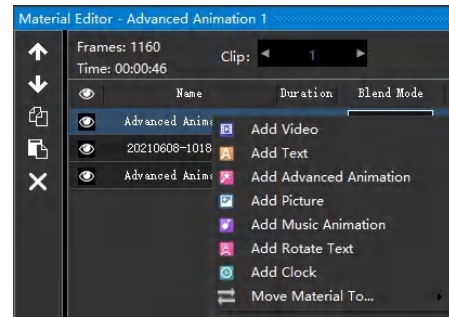 Material Editor - Advanced Animation 1
Frames: 1160
Time: 00:00:46
Clip: 1
Name Duration Blend Mode
Advanced Anim
20210608-1018
Advanced Anim
Add Video
Add Text
Add Advanced Animation
Add Picture
Add Music Animation
Add Rotate Text
Add Clock
Move Material To...